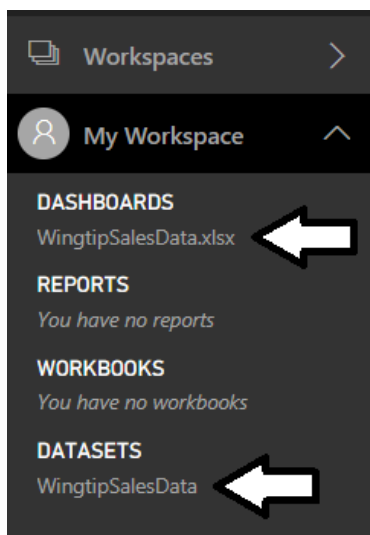 Workspaces
My Workspace
DASHBOARDS
WingtipSalesData.xlsx
REPORTS
You have no reports
WORKBOOKS
You have no workbooks
DATASETS
WingtipSalesData